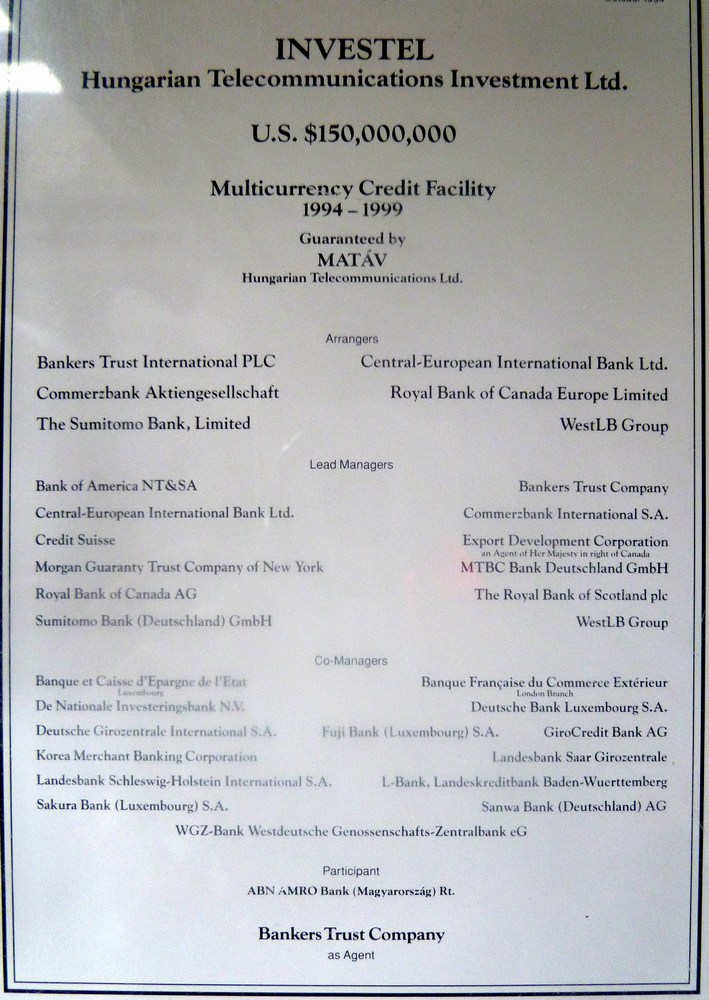 INVESTEL
Hungarian Telecommunications Investment Ltd.
U.S. $150,000,000
Multicurrency Credit Facility
1994 – 1999
Guaranteed by
MATÁV
Hungarian Telecommunications Ltd.
Arrangers
Bankers Trust International PLC Central-European International Bank Ltd.
Commerzbank Aktiengesellschaft Royal Bank of Canada Europe Limited
The Sumitomo Bank, Limited WestLB Group
Lead Managers
Bank of America NT&SA Bankers Trust Company
Central-European International Bank Ltd. Commerzbank International S.A.
Credit Suisse Export Development Corporation
an Agent of Her Majesty in right of Canada
Morgan Guaranty Trust Company of New York MTBC Bank Deutschland GmbH
Royal Bank of Canada AG The Royal Bank of Scotland plc
Sumitomo Bank (Deutschland) GmbH WestLB Group
Co-Managers
Banque et Caisse d'Epargne de l'Etat Banque Française du Commerce Extérieur
Luxembourg London Branch
De Nationale Investeringsbank N.V. Deutsche Bank Luxembourg S.A.
Deutsche Girozentrale International S.A. Fuji Bank (Luxembourg) S.A. GiroCredit Bank AG
Korea Merchant Banking Corporation Landesbank Saar Girozentrale
Landesbank Schleswig-Holstein International S.A. L-Bank, Landeskreditbank Baden-Wuerttemberg
Sakura Bank (Luxembourg) S.A. Sanwa Bank (Deutschland) AG
WGZ-Bank Westdeutsche Genossenschafts-Zentralbank eG
Participant
ABN AMRO Bank (Magyarország) Rt.
Bankers Trust Company
as Agent